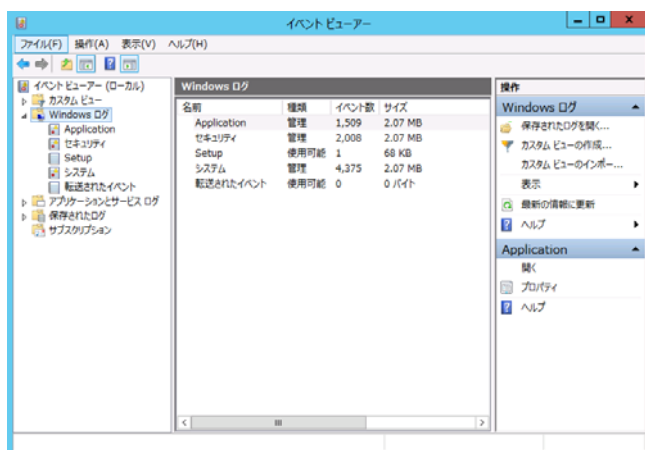 イベント ビューアー
ファイル(F) 操作(A) 表示(V) ヘルプ(H)
イベント ビューアー (ローカル)
カスタム ビュー
Windows ログ
Application
セキュリティ
Setup
システム
転送されたイベント
アプリケーションとサービス ログ
保存されたログ
サブスクリプション
Windows ログ
名前 種類 イベント数 サイズ
Application 管理 1,509 2.07 MB
セキュリティ 管理 2,008 2.07 MB
Setup 使用可能 1 68 KB
システム 管理 4,375 2.07 MB
転送されたイベント 使用可能 0 0 バイト
操作
Windows ログ
保存されたログを開く...
カスタム ビューの作成...
カスタム ビューのインポー...
表示
最新の情報に更新
ヘルプ
Application
開く
プロパティ
ヘルプ